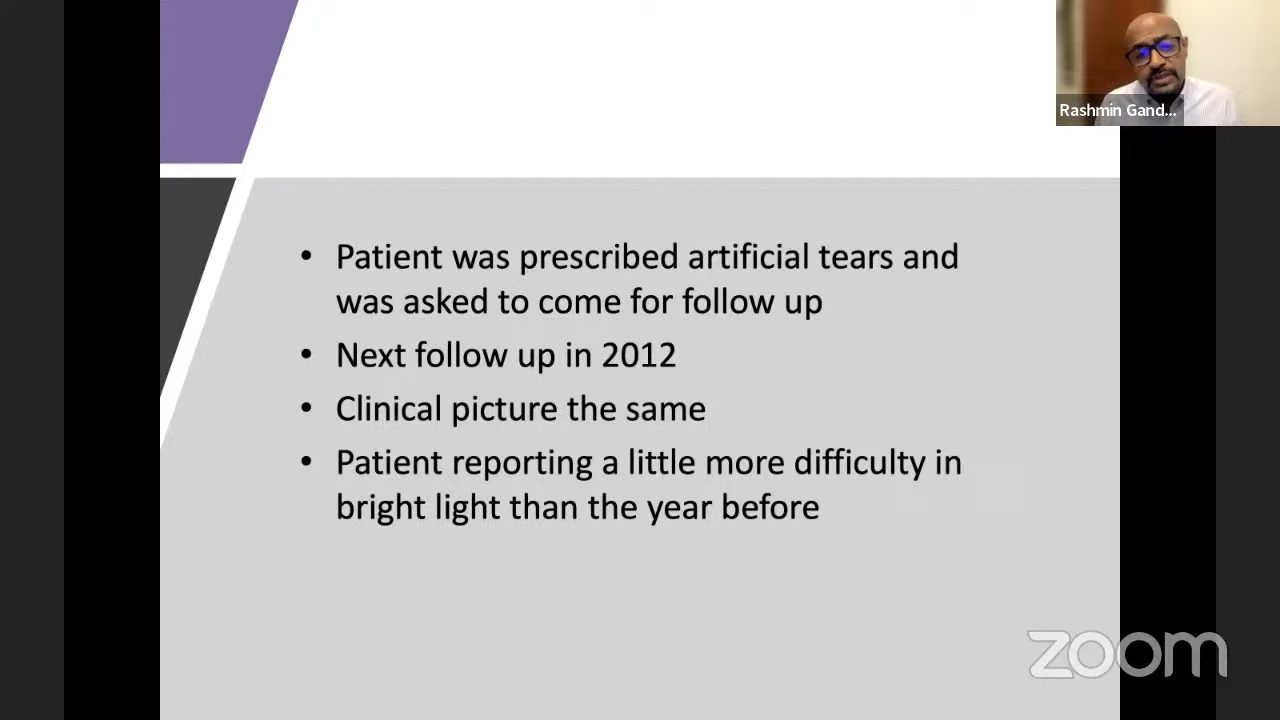 Rashmin Gand...
• Patient was prescribed artificial tears and
was asked to come for follow up
• Next follow up in 2012
• Clinical picture the same
• Patient reporting a little more difficulty in
bright light than the year before
zoom